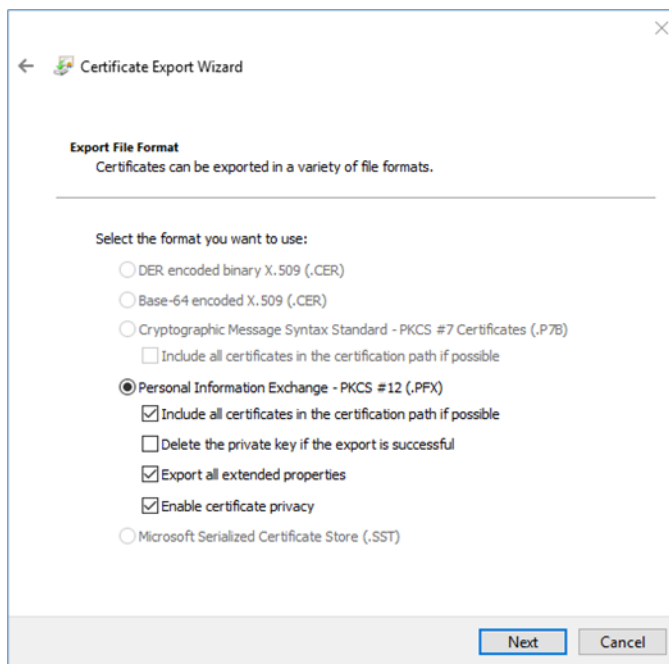 Certificate Export Wizard
Export File Format
Certificates can be exported in a variety of file formats.
Select the format you want to use:
DER encoded binary X.509 (.CER)
Base-64 encoded X.509 (.CER)
Cryptographic Message Syntax Standard - PKCS #7 Certificates (.P7B)
Include all certificates in the certification path if possible
Personal Information Exchange - PKCS #12 (.PFX)
Include all certificates in the certification path if possible
Delete the private key if the export is successful
Export all extended properties
Enable certificate privacy
Microsoft Serialized Certificate Store (.SST)
Next Cancel